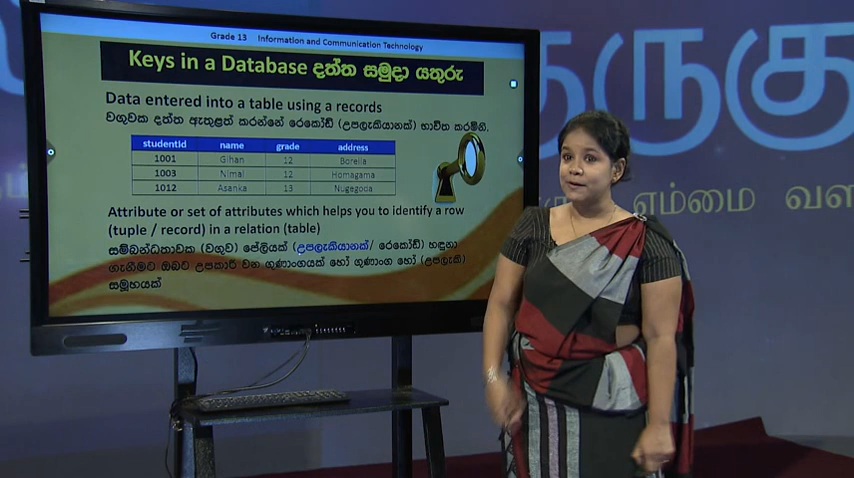 Grade 13 Information and Communication Technology
Keys in a Database දත්ත සමුදා යතුරු
Data entered into a table using a records
වගුවක දත්ත ඇතුළත් කරන්නේ රෙකෝඩ් (උපලැකියානක්) භාවිත කරමිනි.
studentid name grade address
1001 Gihan 12 Borella
1003 Nimal 12 Homagama
1012 Asanka 13 Nugegoda
Attribute or set of attributes which helps you to identify a row
(tuple / record) in a relation (table)
සම්බන්ධතාවක (වගුව) පේලියක් (උපලැකියානක්/ රෙකෝඩ්) හඳුනා
ගැනීමට ඔබට උපකාරී වන ගුණාංගයක් හෝ ගුණාංග හෝ (උපලැකි)
සමූහයක්
குருகு
எம்மை வள